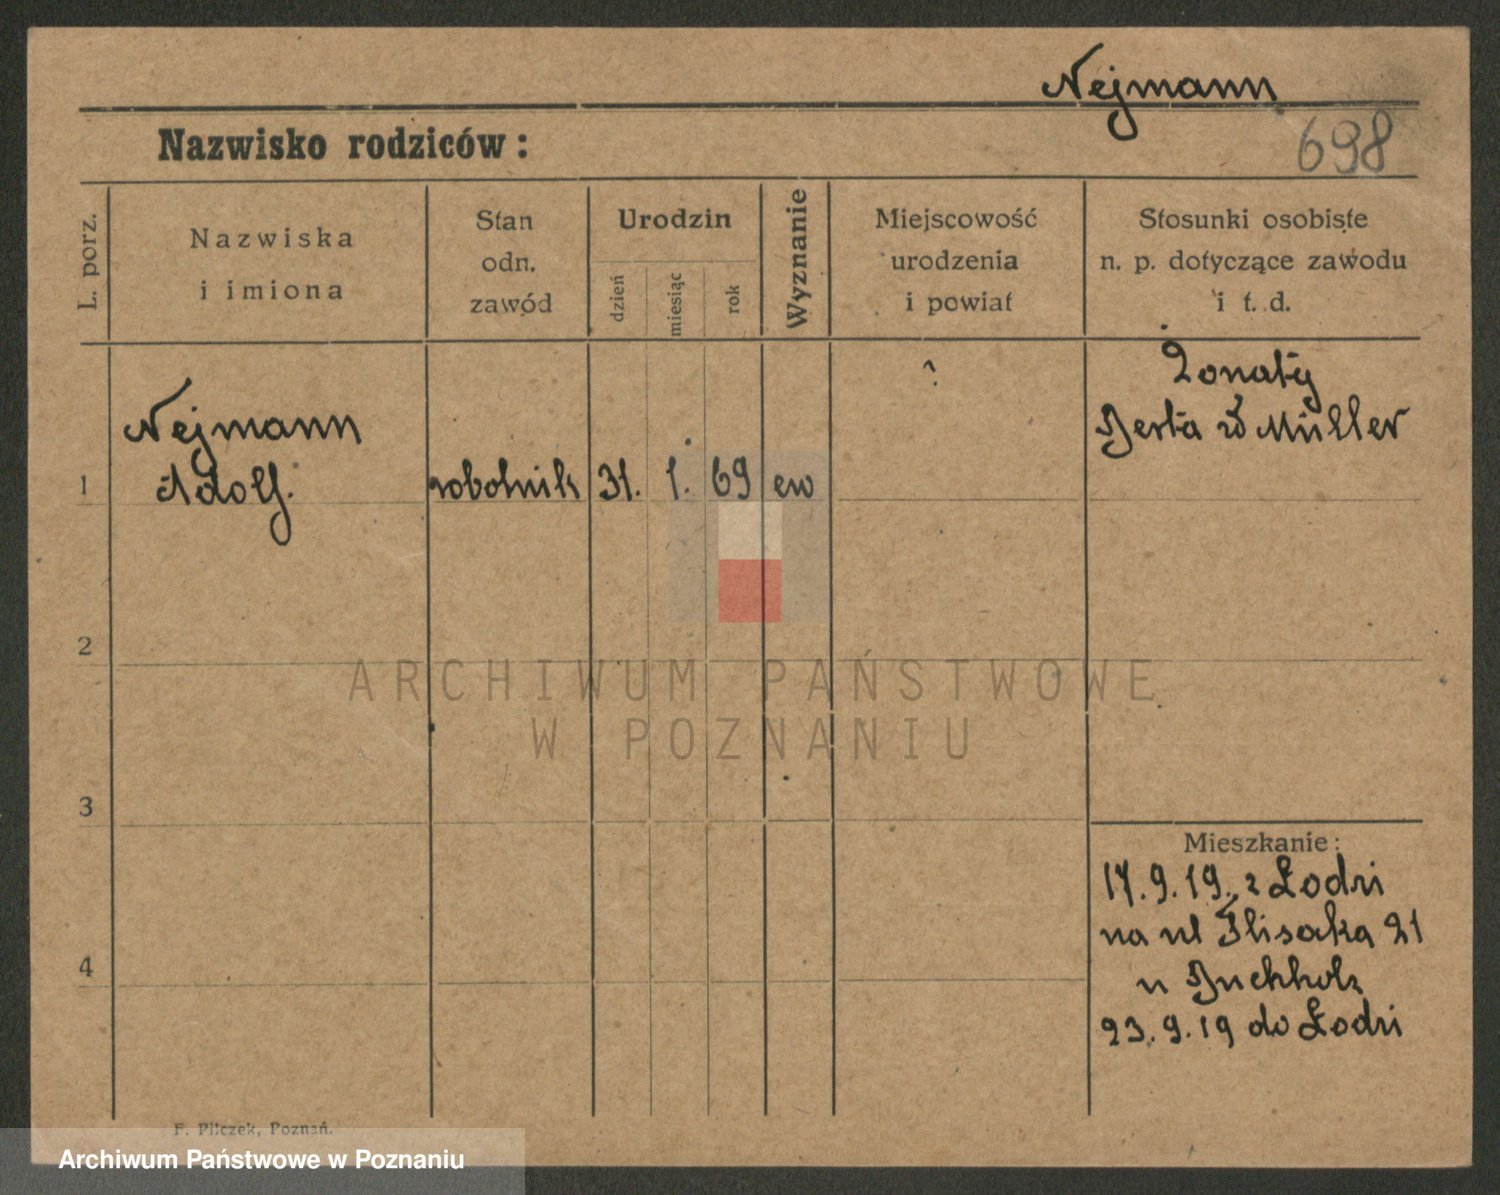 Nejmann
Nazwisko rodziców:
698
L. porz.
Nazwiska
i imiona
Stan
odn.
zawód
Urodzin
dzień
miesiąc
rok
Wyznanie
Miejscowość
urodzenia
i powiat
Stosunki osobiste
n. p. dotyczące zawodu
i t. d.
1
Nejmann
Adolf.
robotnik
31.
1.
69
ew
?
Żonaty
Berta z Müller
2
ARCHIWUM PAŃSTWOWE
W POZNANIU
3
4
Mieszkanie:
17.9.19. z Łodzi
na ul 21
u Buchholz
23.9.19 do Łodzi
F. Pilczek, Poznań.
Archiwum Państwowe w Poznaniu